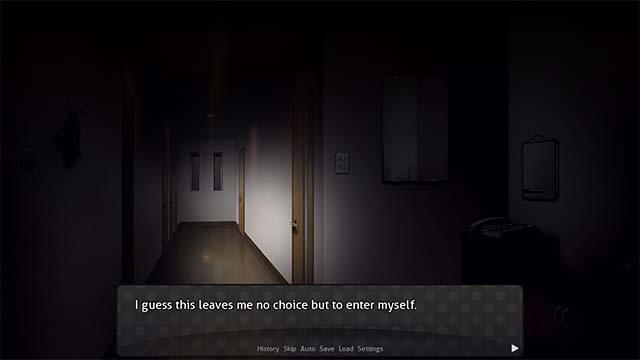 I guess this leaves me no choice but to enter myself.
History Skip Auto Save Load Settings